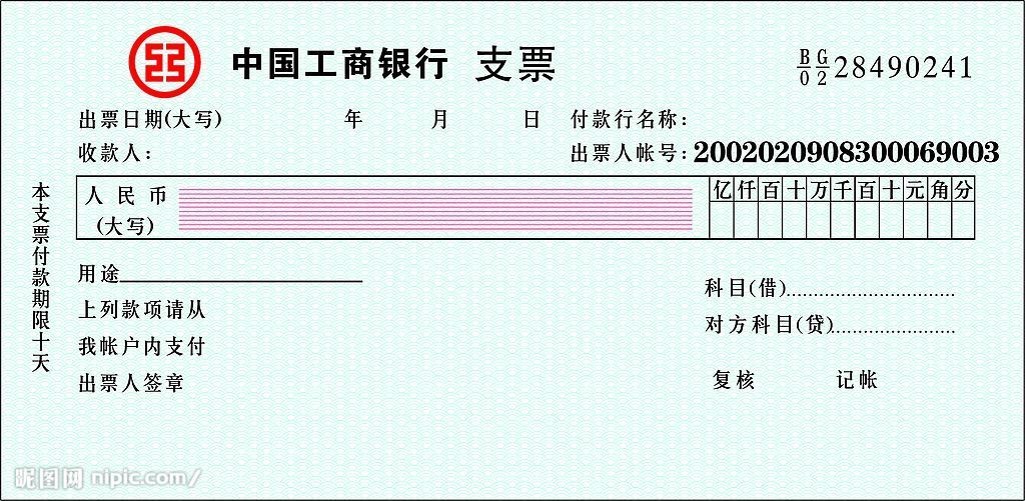 中国工商银行 支票
BG
02 28490241
出票日期(大写) 年 月 日 付款行名称:
收款人: 出票人帐号: 2002020908300069003
本支票付款期限十天
人民币
(大写)
亿仟百十万千百十元角分
用途
科目(借)
上列款项请从
对方科目(贷)
我帐户内支付
出票人签章
复核 记帐
昵图网 nipic.com/